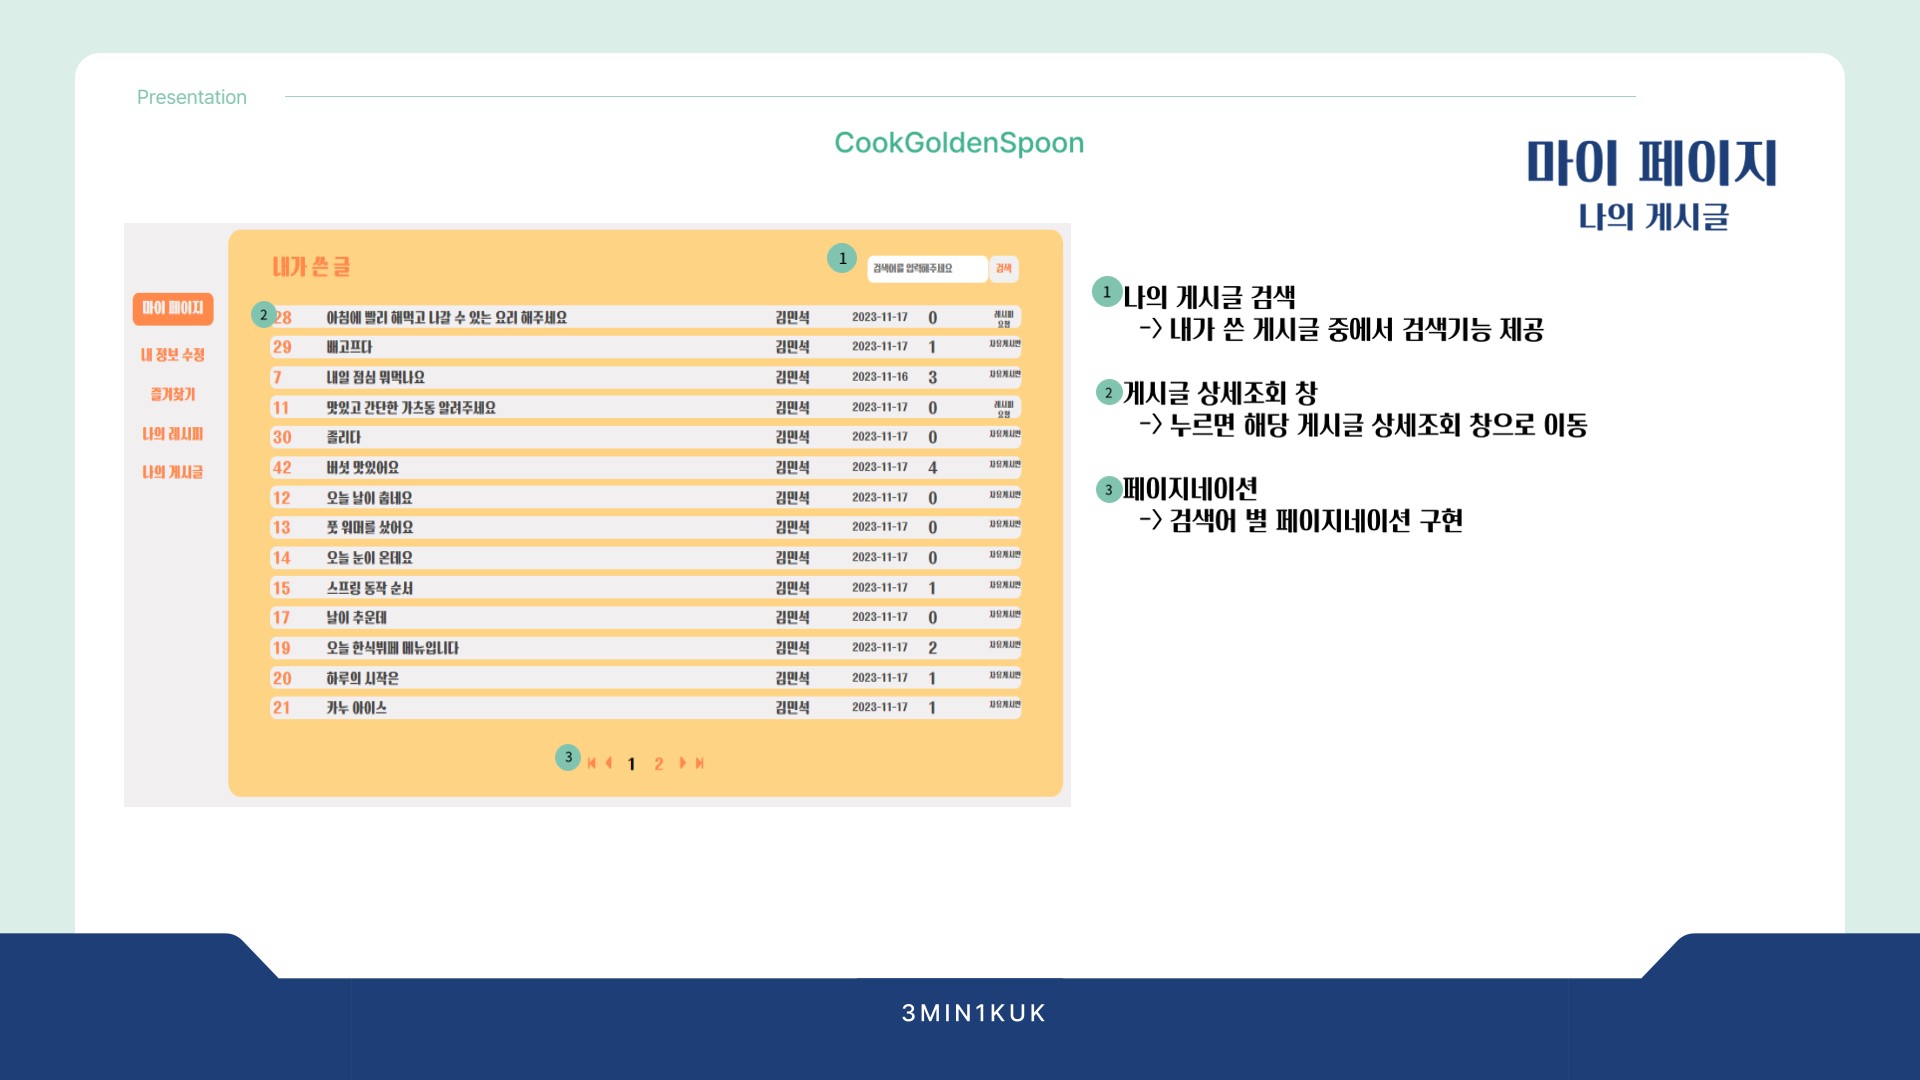 Presentation
CookGoldenSpoon
마이 페이지
나의 게시글
마이 페이지
내 정보 수정
즐겨찾기
나의 레시피
나의 게시글
내가 쓴 글
1 검색어를 입력해주세요 검색
2 28 아침에 빨리 해먹고 나갈 수 있는 요리 해주세요 김민석 2023-11-17 0 레시피 요청
29 배고프다 김민석 2023-11-17 1 자유게시판
7 내일 점심 뭐먹나요 김민석 2023-11-16 3 자유게시판
11 맛있고 간단한 가츠동 알려주세요 김민석 2023-11-17 0 레시피 요청
30 졸리다 김민석 2023-11-17 0 자유게시판
42 버섯 맛있어요 김민석 2023-11-17 4 자유게시판
12 오늘 날이 춥네요 김민석 2023-11-17 0 자유게시판
13 풋 워머를 샀어요 김민석 2023-11-17 0 자유게시판
14 오늘 눈이 온데요 김민석 2023-11-17 0 자유게시판
15 스프링 동작 순서 김민석 2023-11-17 1 자유게시판
17 날이 추운데 김민석 2023-11-17 0 자유게시판
19 오늘 한식뷔페 메뉴입니다 김민석 2023-11-17 2 자유게시판
20 하루의 시작은 김민석 2023-11-17 1 자유게시판
21 카누 아이스 김민석 2023-11-17 1 자유게시판
3 1 2
1 나의 게시글 검색
-> 내가 쓴 게시글 중에서 검색기능 제공
2 게시글 상세조회 창
-> 누르면 해당 게시글 상세조회 창으로 이동
3 페이지네이션
-> 검색어 별 페이지네이션 구현
3MIN1KUK